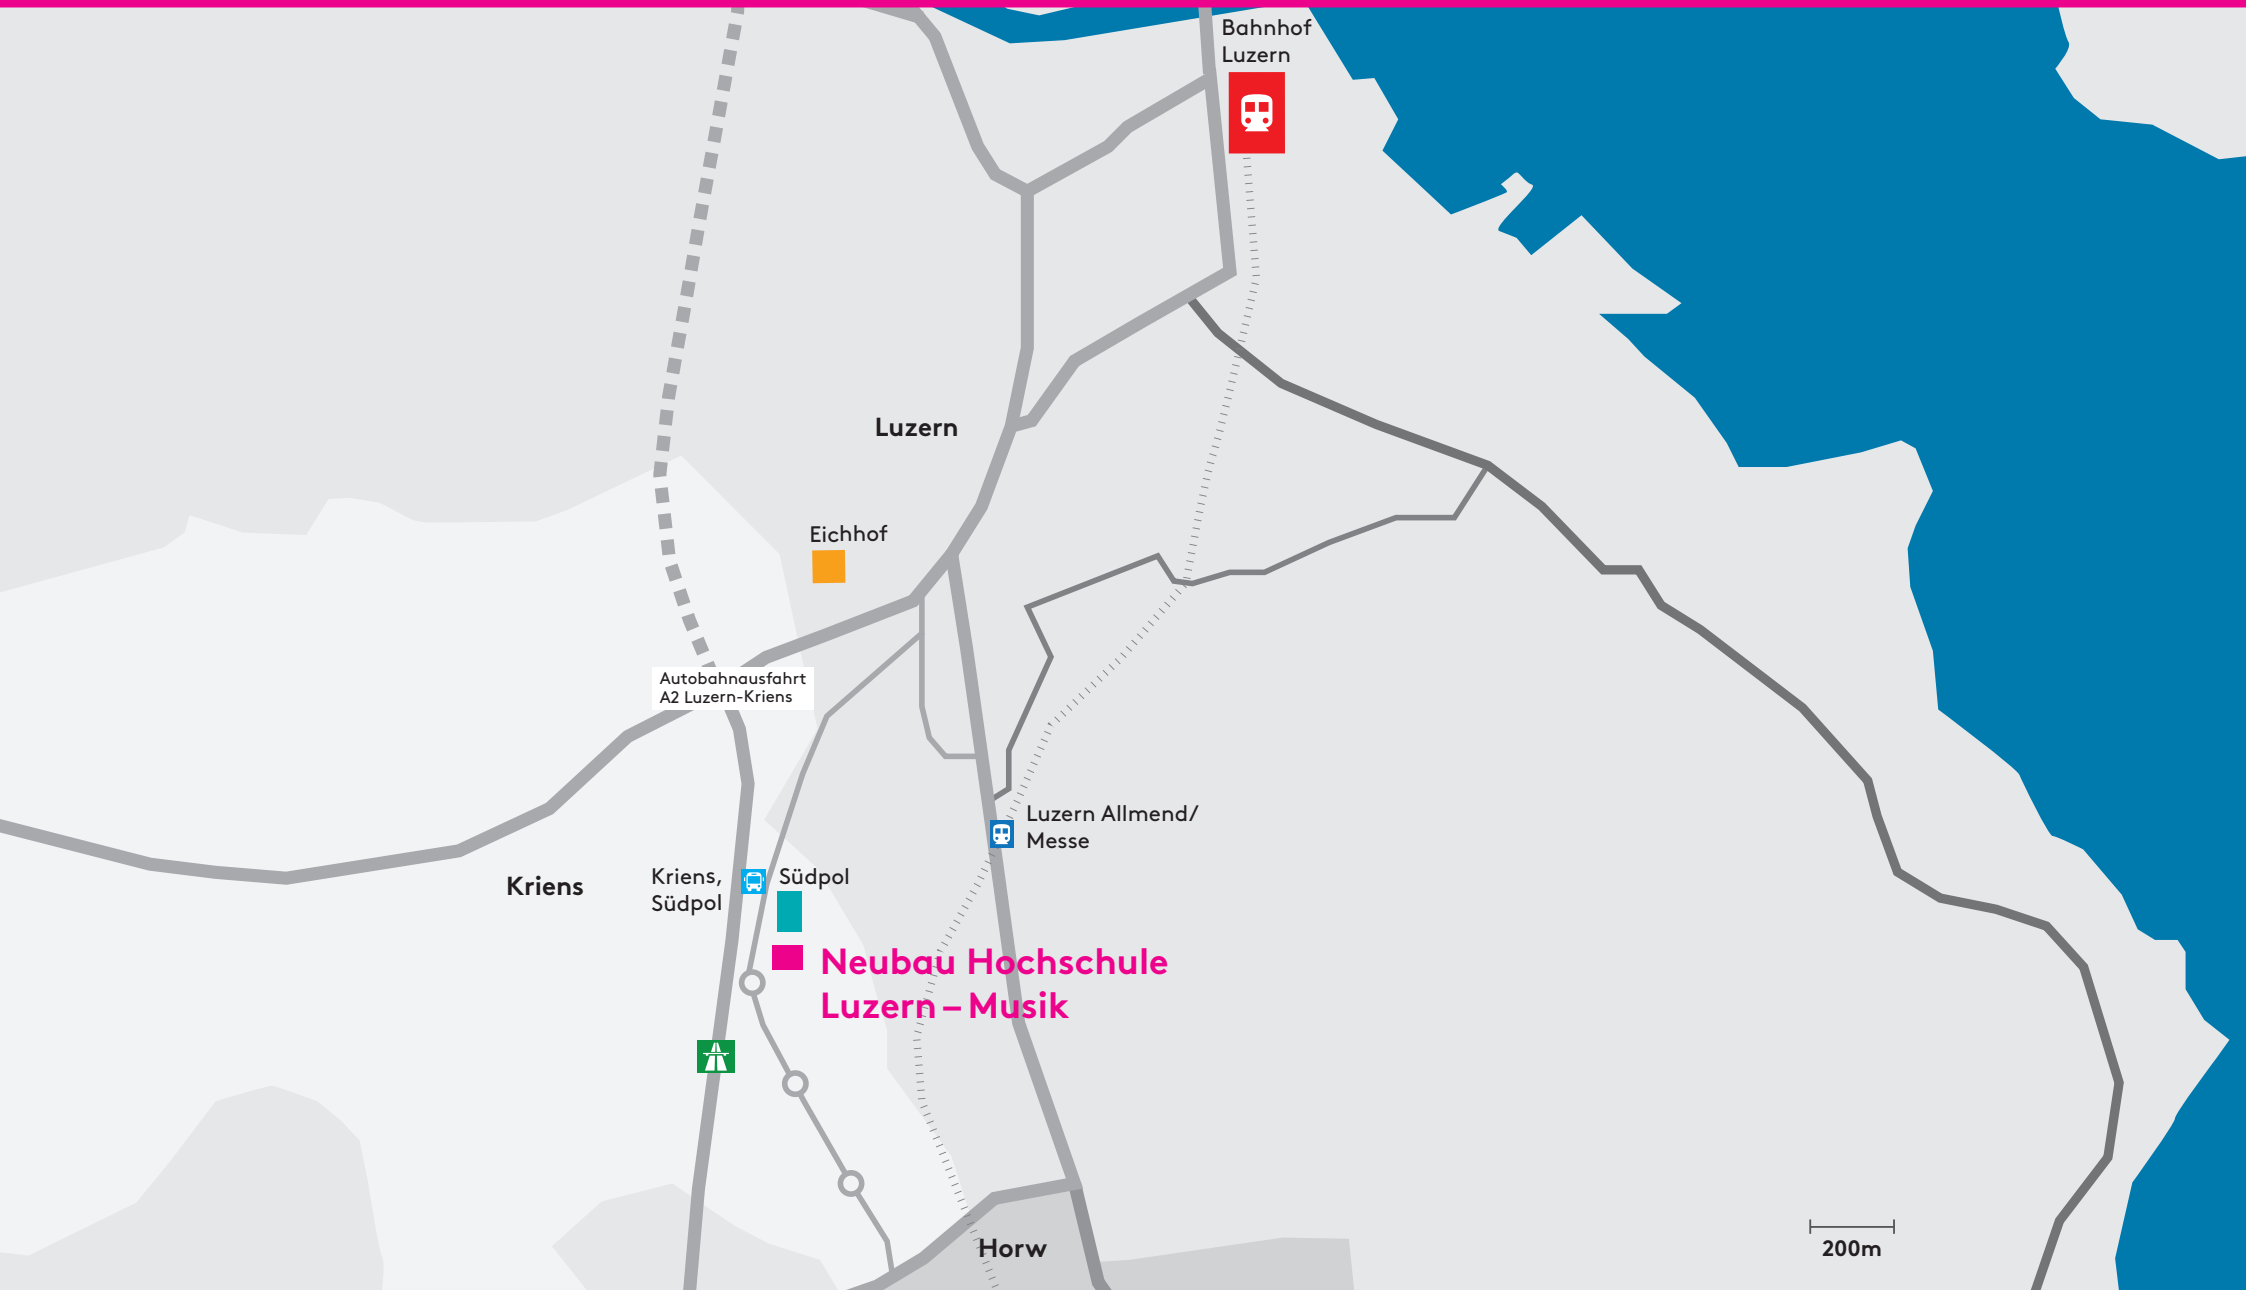 Bahnhof
Luzern
Luzern
Eichhof
Autobahnausfahrt
A2 Luzern-Kriens
Luzern Allmend/
Messe
Kriens
Kriens,
Südpol
Südpol
Neubau Hochschule
Luzern – Musik
Horw
200m